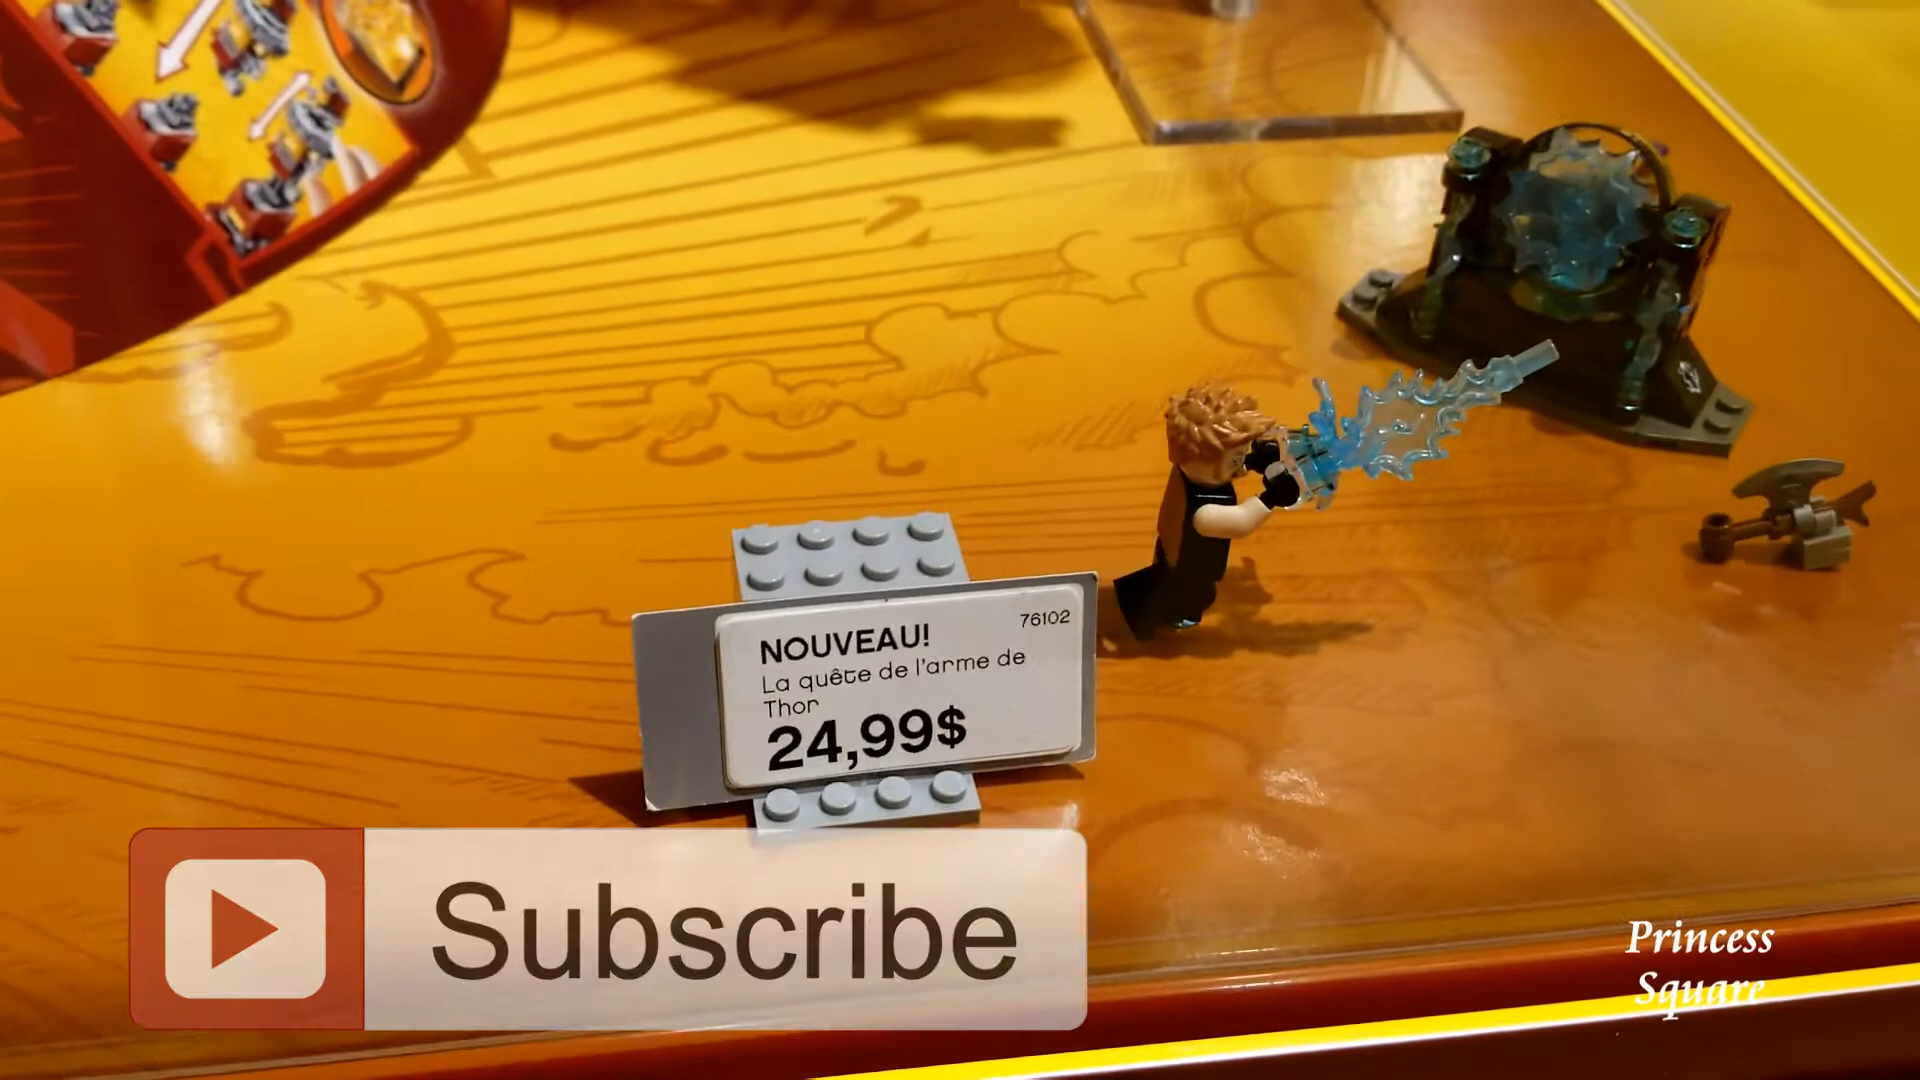 NOUVEAU!
76102
La quête de l'arme de
Thor
24,99$
Subscribe
Princess
Square